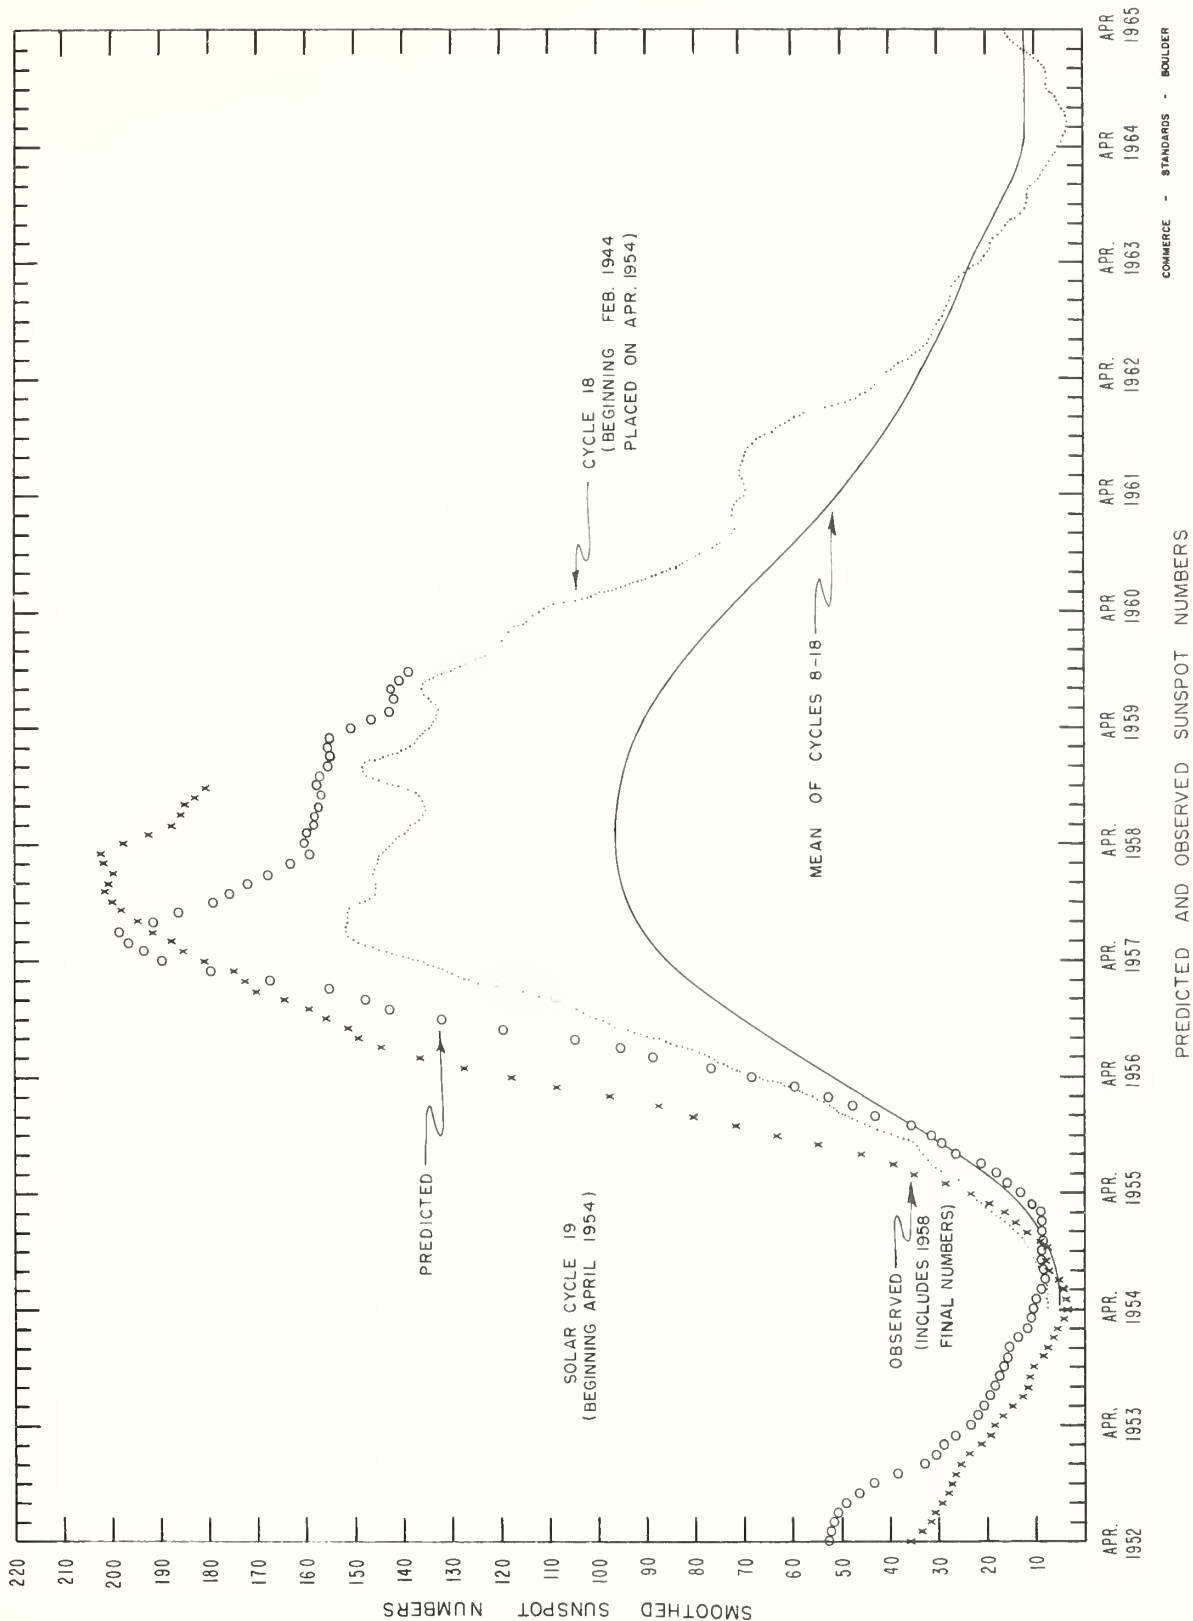 220
210
200
190
180
170
160
150
140
130
120
110
100
90
80
70
60
50
40
30
20
10
SMOOTHED SUNSPOT NUMBERS
PREDICTED
SOLAR CYCLE 19
(BEGINNING APRIL 1954)
OBSERVED
(INCLUDES 1958
FINAL NUMBERS)
CYCLE 18
(BEGINNING FEB. 1944
PLACED ON APR. 1954)
MEAN OF CYCLES 8-18
APR. APR. APR. APR. APR APR. APR. APR APR APR. APR. APR APR
1952 1953 1954 1955 1956 1957 1958 1959 1960 1961 1962 1963 1964 1965
PREDICTED AND OBSERVED SUNSPOT NUMBERS
COMMERCE - STANDARDS - BOULDER